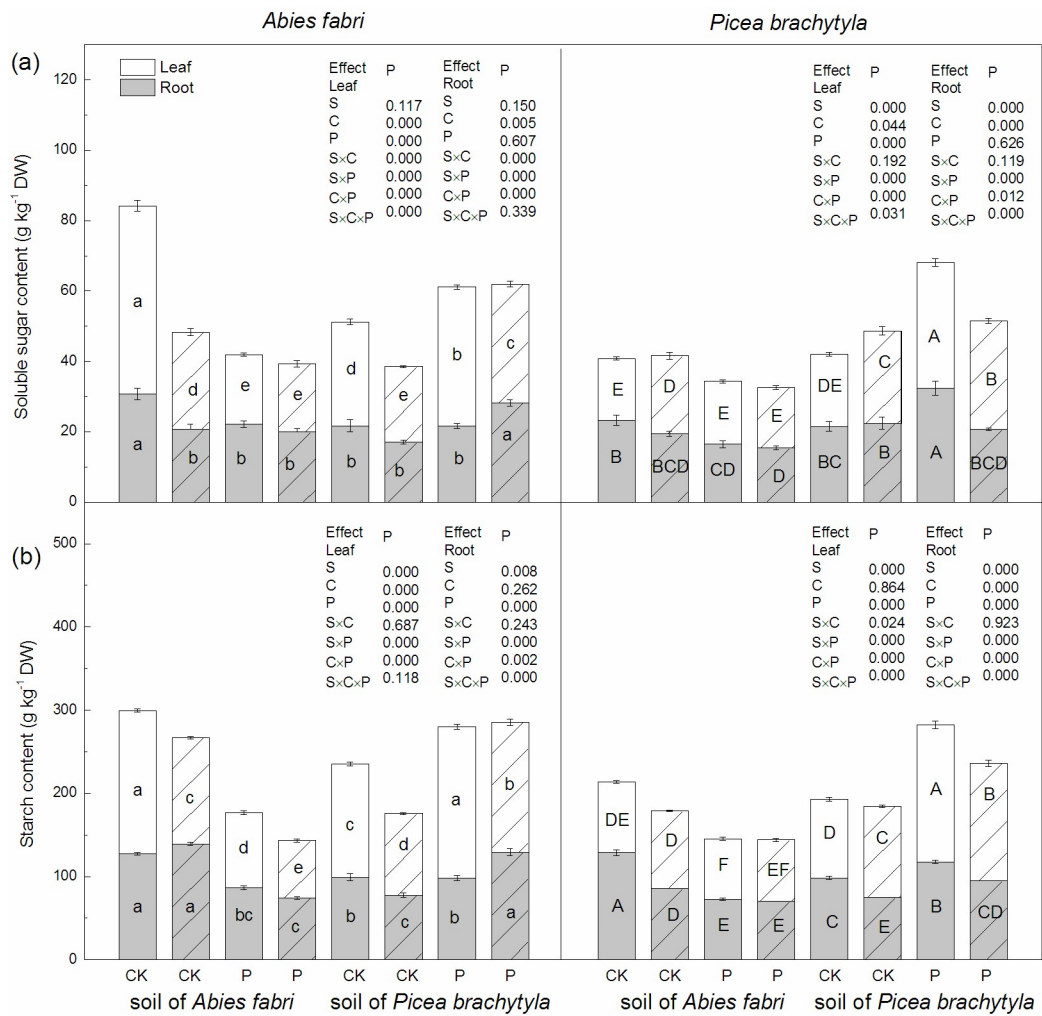 Abies fabri Picea brachytyla
(a)
Leaf
Root
Effect P Effect P
Leaf Root
S 0.117 S 0.150
C 0.000 C 0.005
P 0.000 P 0.607
S×C 0.000 S×C 0.000
S×P 0.000 S×P 0.000
C×P 0.000 C×P 0.000
S×C×P 0.000 S×C×P 0.339
Effect P Effect P
Leaf Root
S 0.000 S 0.000
C 0.044 C 0.000
P 0.000 P 0.626
S×C 0.192 S×C 0.119
S×P 0.000 S×P 0.000
C×P 0.000 C×P 0.012
S×C×P 0.031 S×C×P 0.000
Soluble sugar content (g kg⁻¹ DW)
120
100
80
60
40
20
0
a d e e d e b c E D E E DE C A B
a b b b b b b a B BCD CD D BC B A BCD
(b)
Effect P Effect P
Leaf Root
S 0.000 S 0.008
C 0.000 C 0.262
P 0.000 P 0.000
S×C 0.687 S×C 0.243
S×P 0.000 S×P 0.000
C×P 0.000 C×P 0.002
S×C×P 0.118 S×C×P 0.000
Effect P Effect P
Leaf Root
S 0.000 S 0.000
C 0.864 C 0.000
P 0.000 P 0.000
S×C 0.024 S×C 0.923
S×P 0.000 S×P 0.000
C×P 0.000 C×P 0.000
S×C×P 0.000 S×C×P 0.000
Starch content (g kg⁻¹ DW)
500
400
300
200
100
0
a c d e c d a b DE D F EF D C A B
a a bc c b c b a A D E E C E B CD
CK CK P P CK CK P P CK CK P P CK CK P P
soil of Abies fabri soil of Picea brachytyla soil of Abies fabri soil of Picea brachytyla